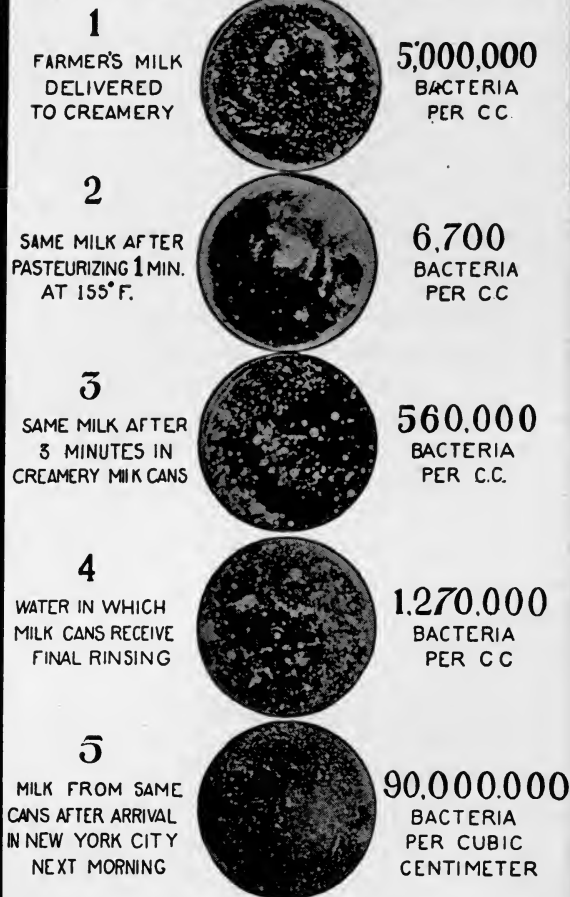 1
FARMER'S MILK
DELIVERED
TO CREAMERY
5,000,000
BACTERIA
PER CC
2
SAME MILK AFTER
PASTEURIZING 1 MIN.
AT 155° F.
6,700
BACTERIA
PER C.C
3
SAME MILK AFTER
3 MINUTES IN
CREAMERY MILK CANS
560,000
BACTERIA
PER C.C.
4
WATER IN WHICH
MILK CANS RECEIVE
FINAL RINSING
1,270,000
BACTERIA
PER C C
5
MILK FROM SAME
CANS AFTER ARRIVAL
IN NEW YORK CITY
NEXT MORNING
90,000.000
BACTERIA
PER CUBIC
CENTIMETER